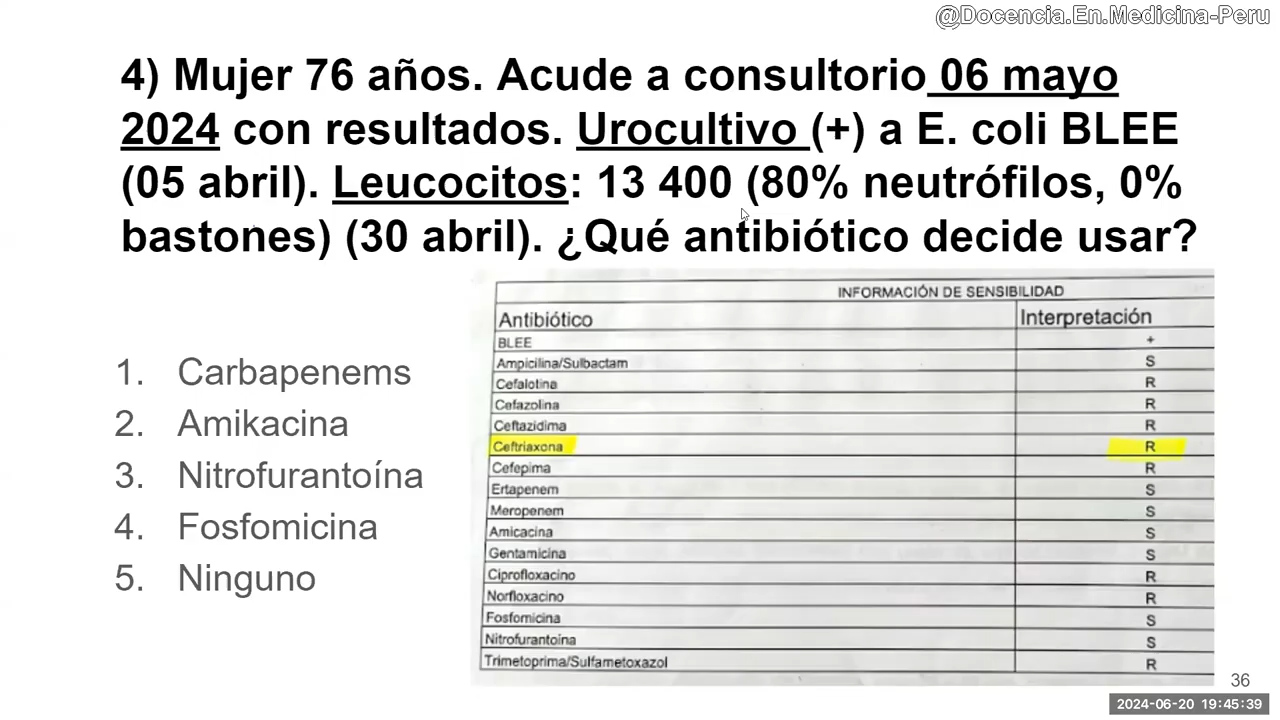 @Docencia.En.Medicina-Peru
4) Mujer 76 años. Acude a consultorio 06 mayo
2024 con resultados. Urocultivo (+) a E. coli BLEE
(05 abril). Leucocitos: 13 400 (80% neutrófilos, 0%
bastones) (30 abril). ¿Qué antibiótico decide usar?
1. Carbapenems
2. Amikacina
3. Nitrofurantoína
4. Fosfomicina
5. Ninguno
INFORMACIÓN DE SENSIBILIDAD
Antibiótico Interpretación
BLEE +
Ampicilina/Sulbactam S
Cefalotina R
Cefazolina R
Ceftazidima R
Ceftriaxona R
Cefepima R
Ertapenem S
Meropenem S
Amicacina S
Gentamicina S
Ciprofloxacino R
Norfloxacino R
Fosfomicina S
Nitrofurantoína S
Trimetoprima/Sulfametoxazol R
36
2024-06-20 19:45:39